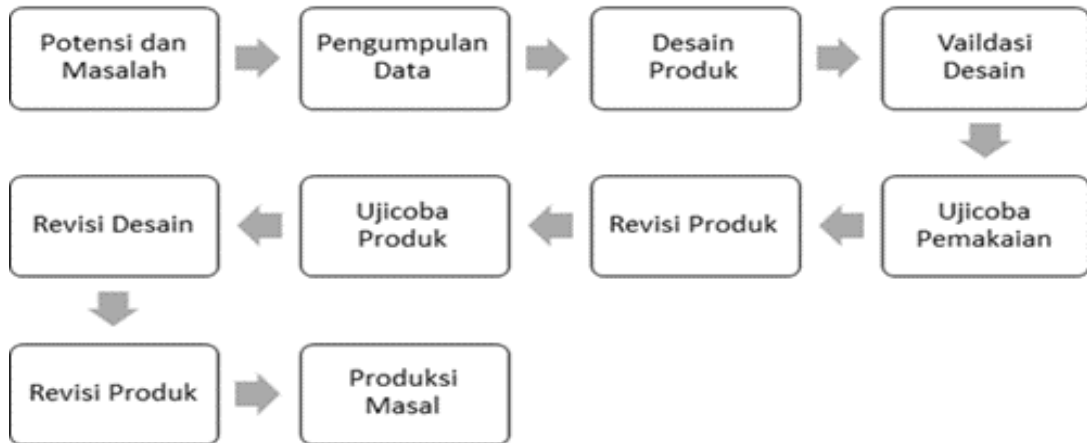 Potensi dan
Masalah
Pengumpulan
Data
Desain
Produk
Vaildasi
Desain
Ujicoba
Pemakaian
Revisi Produk
Ujicoba
Produk
Revisi Desain
Revisi Produk
Produksi
Masal